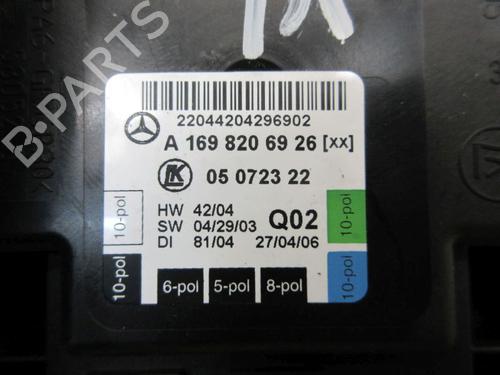 22044204296902
A 169 820 69 26 [xx]
LK 05 0723 22
HW 42/04
SW 04/29/03 Q02
DI 81/04 27/04/06
10-pol
10-pol
10-pol
10-pol
6-pol 5-pol 8-pol
B-PARTS